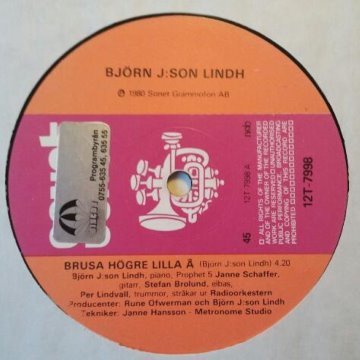 BJÖRN J:SON LINDH
℗ 1980 Sonet Grammofon AB
Programbyrån
0755-635 45, 635 55
45
12T-7998 A
ncb
ALL RIGHTS OF THE MANUFACTURER
AND OF THE OWNER OF THE RECORDED
WORK RESERVED. UNAUTHORISED
PUBLIC PERFORMANCE, BROADCASTING
AND COPYING OF THIS RECORD
12T-7998
BRUSA HÖGRE LILLA Å (Björn J:son Lindh) 4.20
Björn J:son Lindh, piano, Prophet 5 Janne Schaffer,
gitarr, Stefan Brolund, elbas,
Per Lindvall, trummor, stråkar ur Radioorkestern
Producenter: Rune Öfwerman och Björn J:son Lindh
Tekniker: Janne Hansson - Metronome Studio